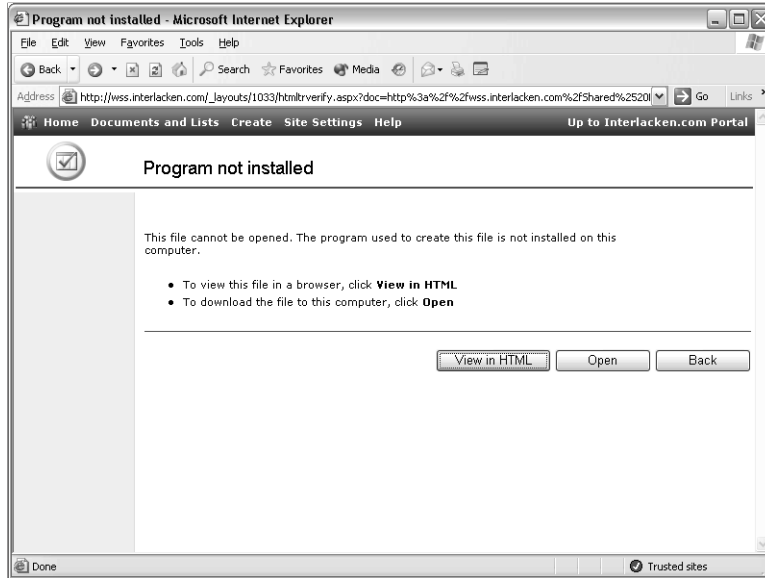 Program not installed - Microsoft Internet Explorer
File Edit View Favorites Tools Help
Back Search Favorites Media
Address http://wss.interlacken.com/_layouts/1033/htmltrverify.aspx?doc=http%3a%2f%2fwss.interlacken.com%2fShared%2520 Go Links
Home Documents and Lists Create Site Settings Help Up to Interlacken.com Portal
Program not installed
This file cannot be opened. The program used to create this file is not installed on this
computer.
• To view this file in a browser, click View in HTML
• To download the file to this computer, click Open
View in HTML Open Back
Done Trusted sites